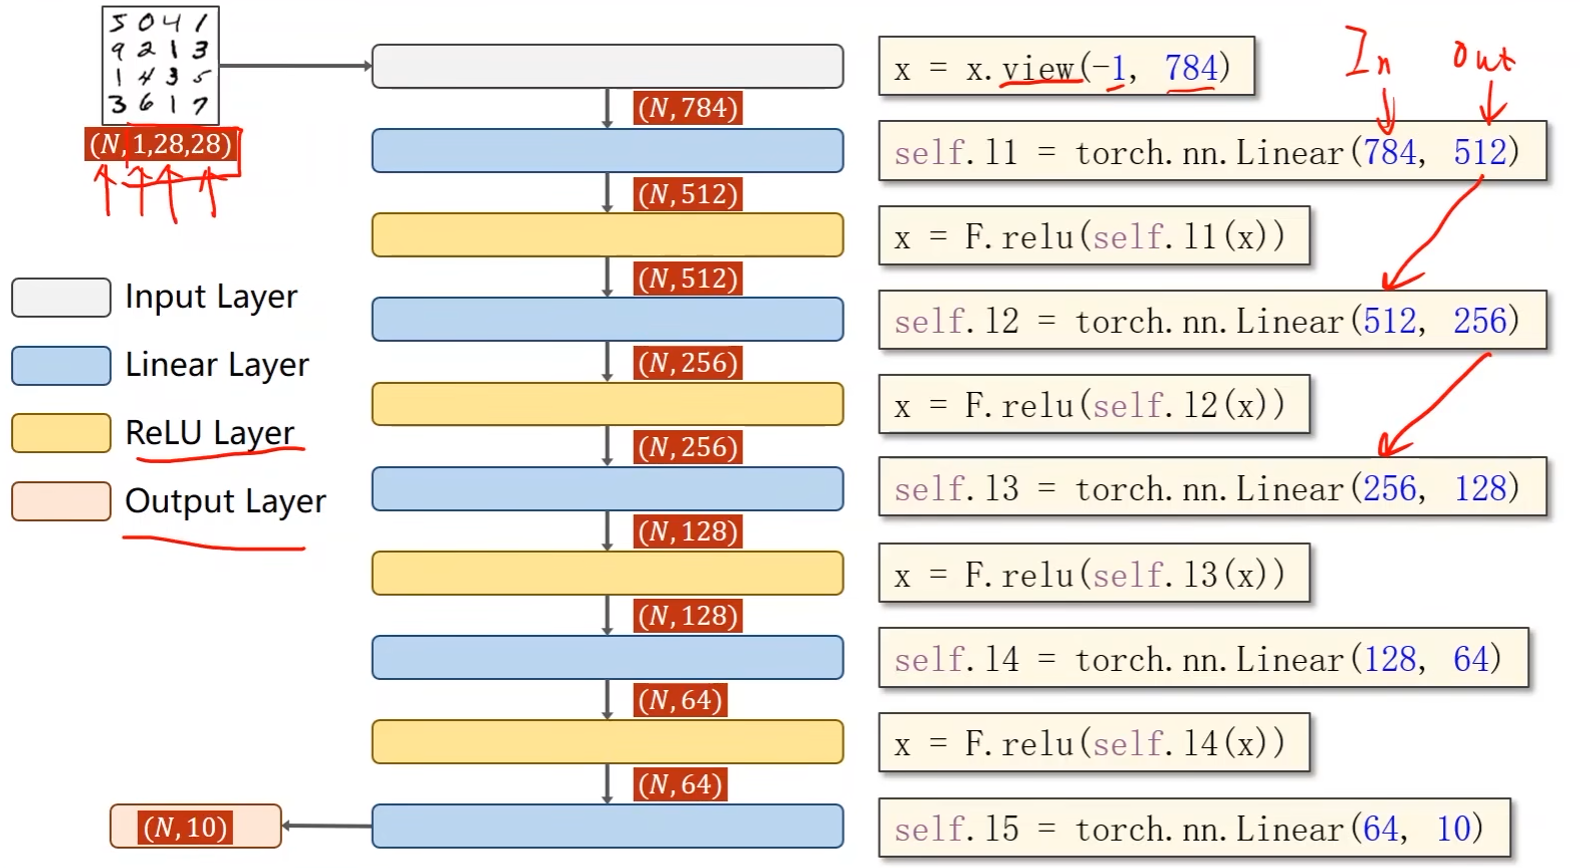 5 0 4 1
9 2 1 3
1 4 3 5
3 6 1 7
(N, 1,28,28)
Input Layer
Linear Layer
ReLU Layer
Output Layer
(N, 784)
(N, 512)
(N, 512)
(N, 256)
(N, 256)
(N, 128)
(N, 128)
(N, 64)
(N, 64)
(N, 10)
In Out
x = x.view(-1, 784)
self.l1 = torch.nn.Linear(784, 512)
x = F.relu(self.l1(x))
self.l2 = torch.nn.Linear(512, 256)
x = F.relu(self.l2(x))
self.l3 = torch.nn.Linear(256, 128)
x = F.relu(self.l3(x))
self.l4 = torch.nn.Linear(128, 64)
x = F.relu(self.l4(x))
self.l5 = torch.nn.Linear(64, 10)